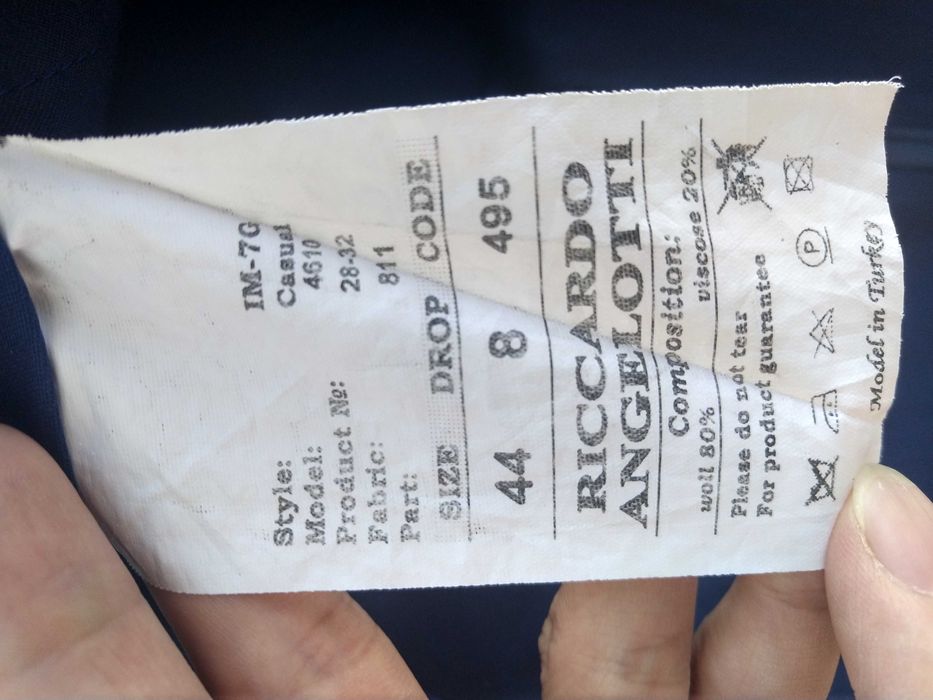 Style: IM-7G
Model: Casual
Product №: 4610
Fabric: 28-32
Part: 811
SIZE DROP CODE
44 8 495
RICCARDO
ANGELOTTI
Composition:
woll 80% viscose 20%
Please do not tear
For product guarantee
P
Model in Turkey